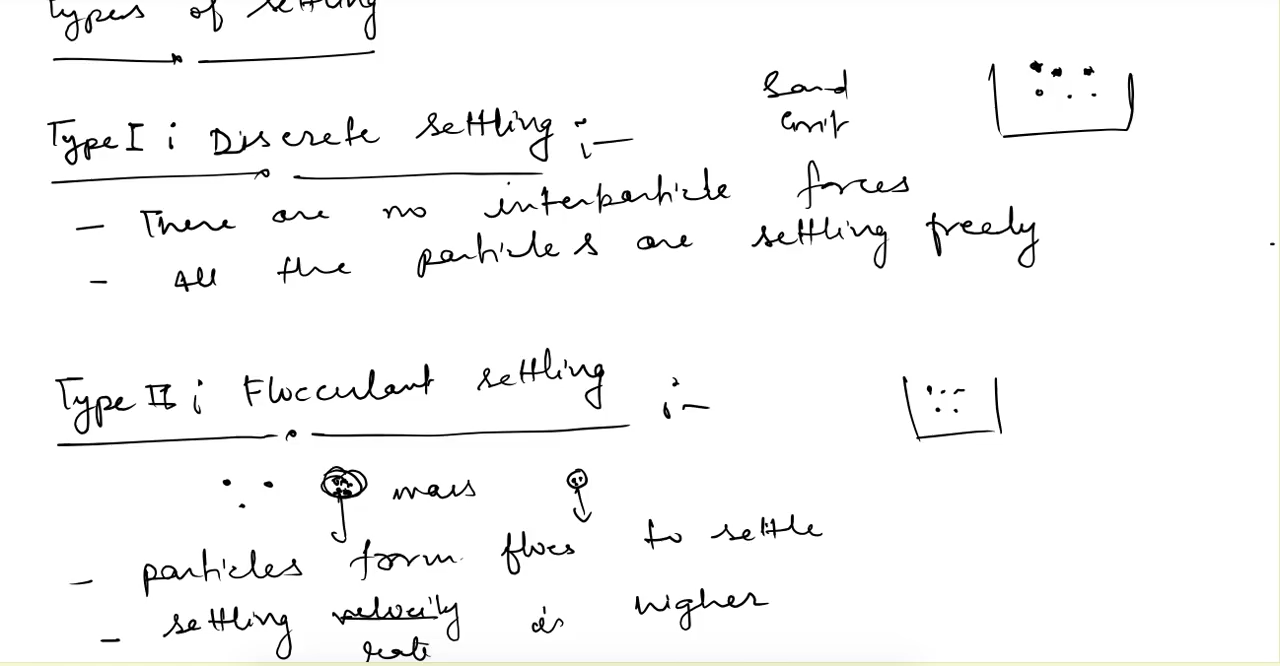 Types of settling
Sand
Grit
Type I ; Discrete settling :-
- There are no interparticle forces
- All the particles are settling freely
Type II ; Flocculant settling :-
mass
- particles form flocs to settle
- settling velocity is higher
rate